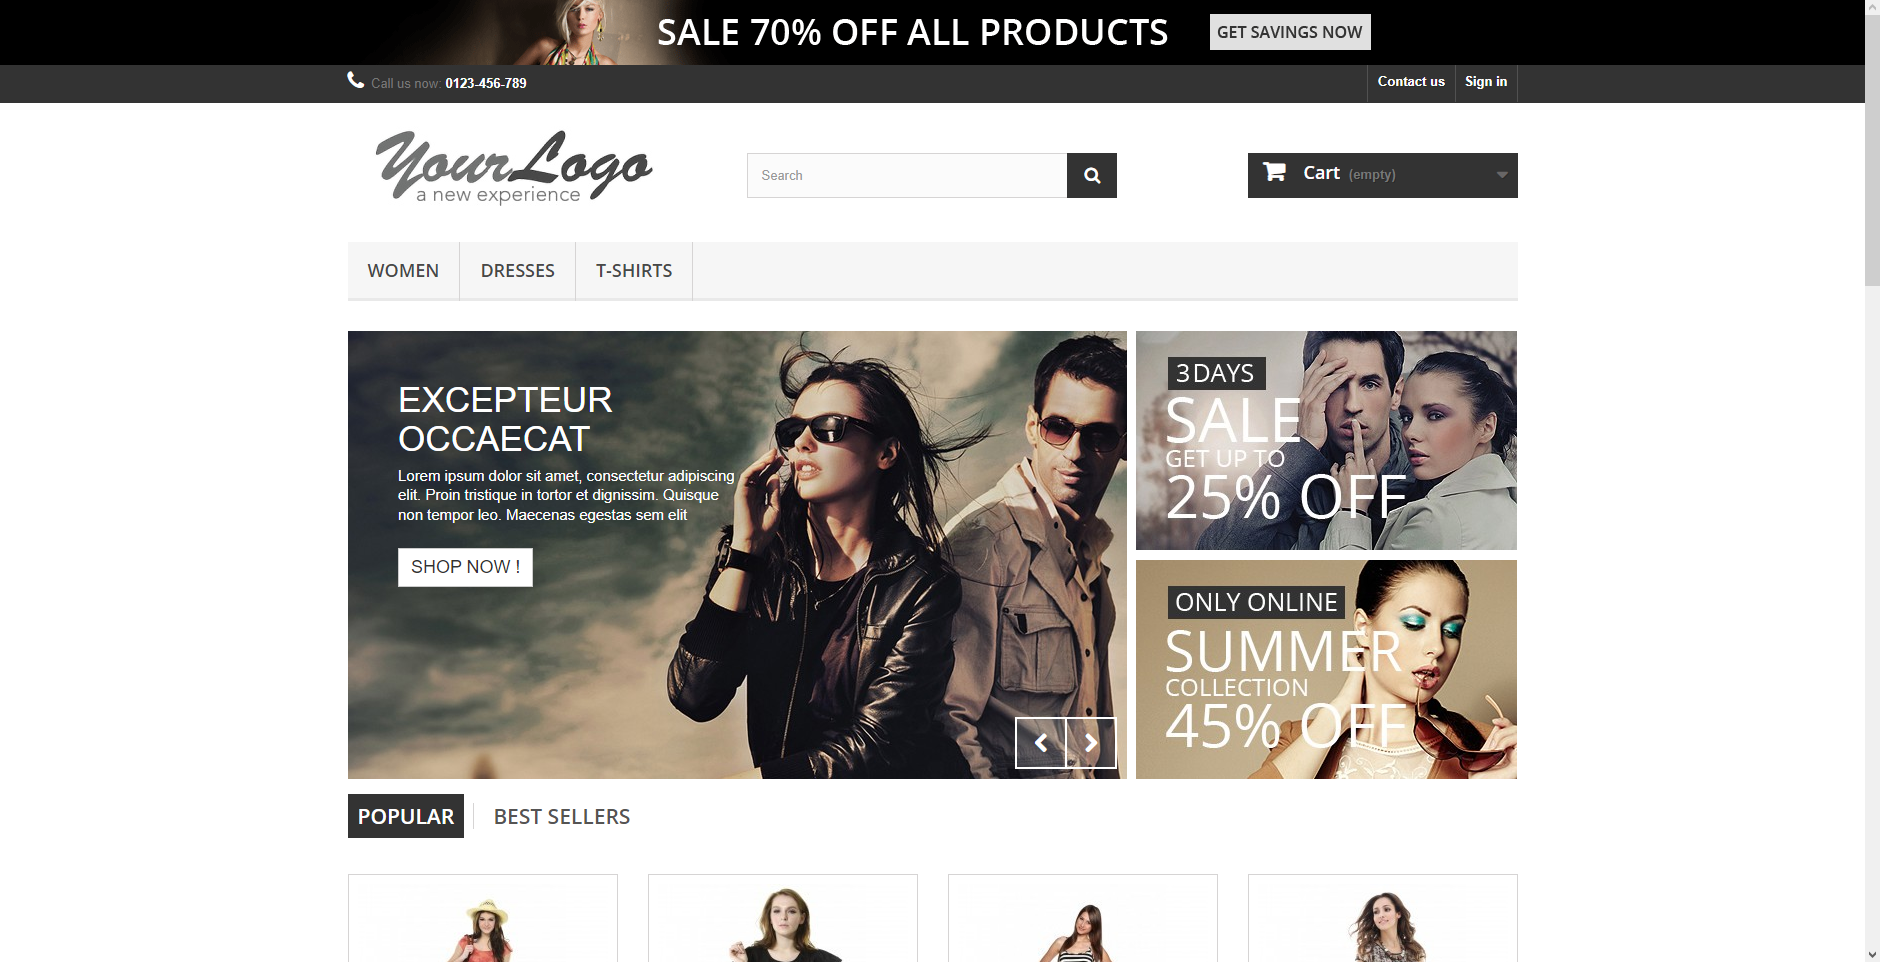 SALE 70% OFF ALL PRODUCTS
GET SAVINGS NOW
Call us now: 0123-456-789
Contact us
Sign in
YourLogo
a new experience
Search
Cart (empty)
WOMEN
DRESSES
T-SHIRTS
EXCEPTEUR
OCCAECAT
Lorem ipsum dolor sit amet, consectetur adipiscing
elit. Proin tristique in tortor et dignissim. Quisque
non tempor leo. Maecenas egestas sem elit
SHOP NOW !
3DAYS
SALE
GET UP TO
25% OFF
ONLY ONLINE
SUMMER
COLLECTION
45% OFF
POPULAR
BEST SELLERS